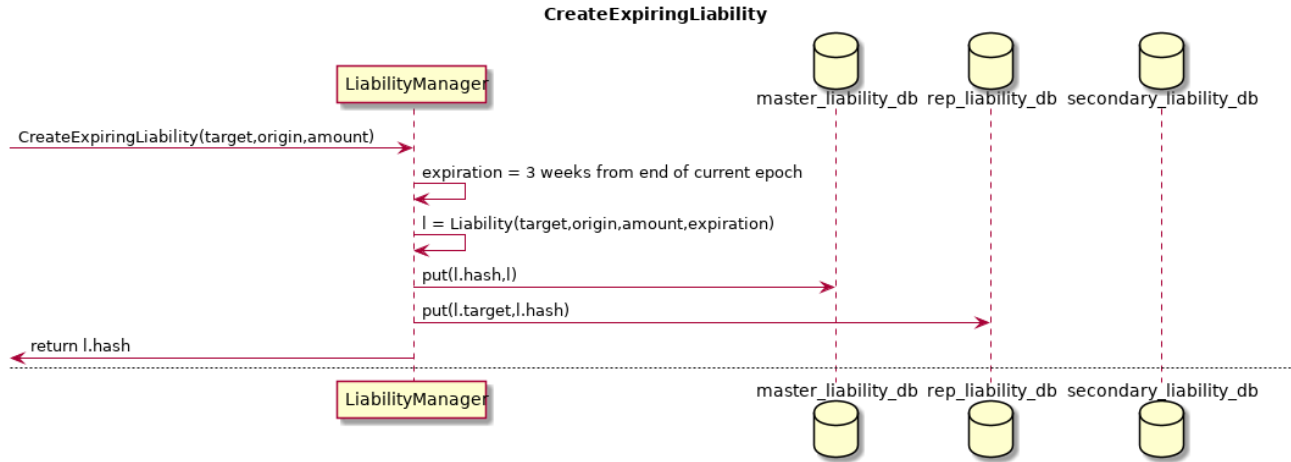 CreateExpiringLiability
LiabilityManager
master_liability_db rep_liability_db secondary_liability_db
CreateExpiringLiability(target,origin,amount)
expiration = 3 weeks from end of current epoch
l = Liability(target,origin,amount,expiration)
put(l.hash,l)
put(l.target,l.hash)
return l.hash
LiabilityManager
master_liability_db rep_liability_db secondary_liability_db